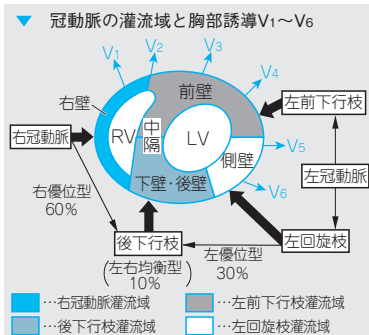 ▼ 冠動脈の灌流域と胸部誘導V1〜V6
V1
V2
V3
V4
V5
V6
右壁
前壁
RV
中隔
LV
側壁
下壁・後壁
右冠動脈
左前下行枝
左冠動脈
左回旋枝
後下行枝
右優位型
60%
左優位型
30%
(左右均衡型
10%)
…右冠動脈灌流域
…左前下行枝灌流域
…後下行枝灌流域
…左回旋枝灌流域